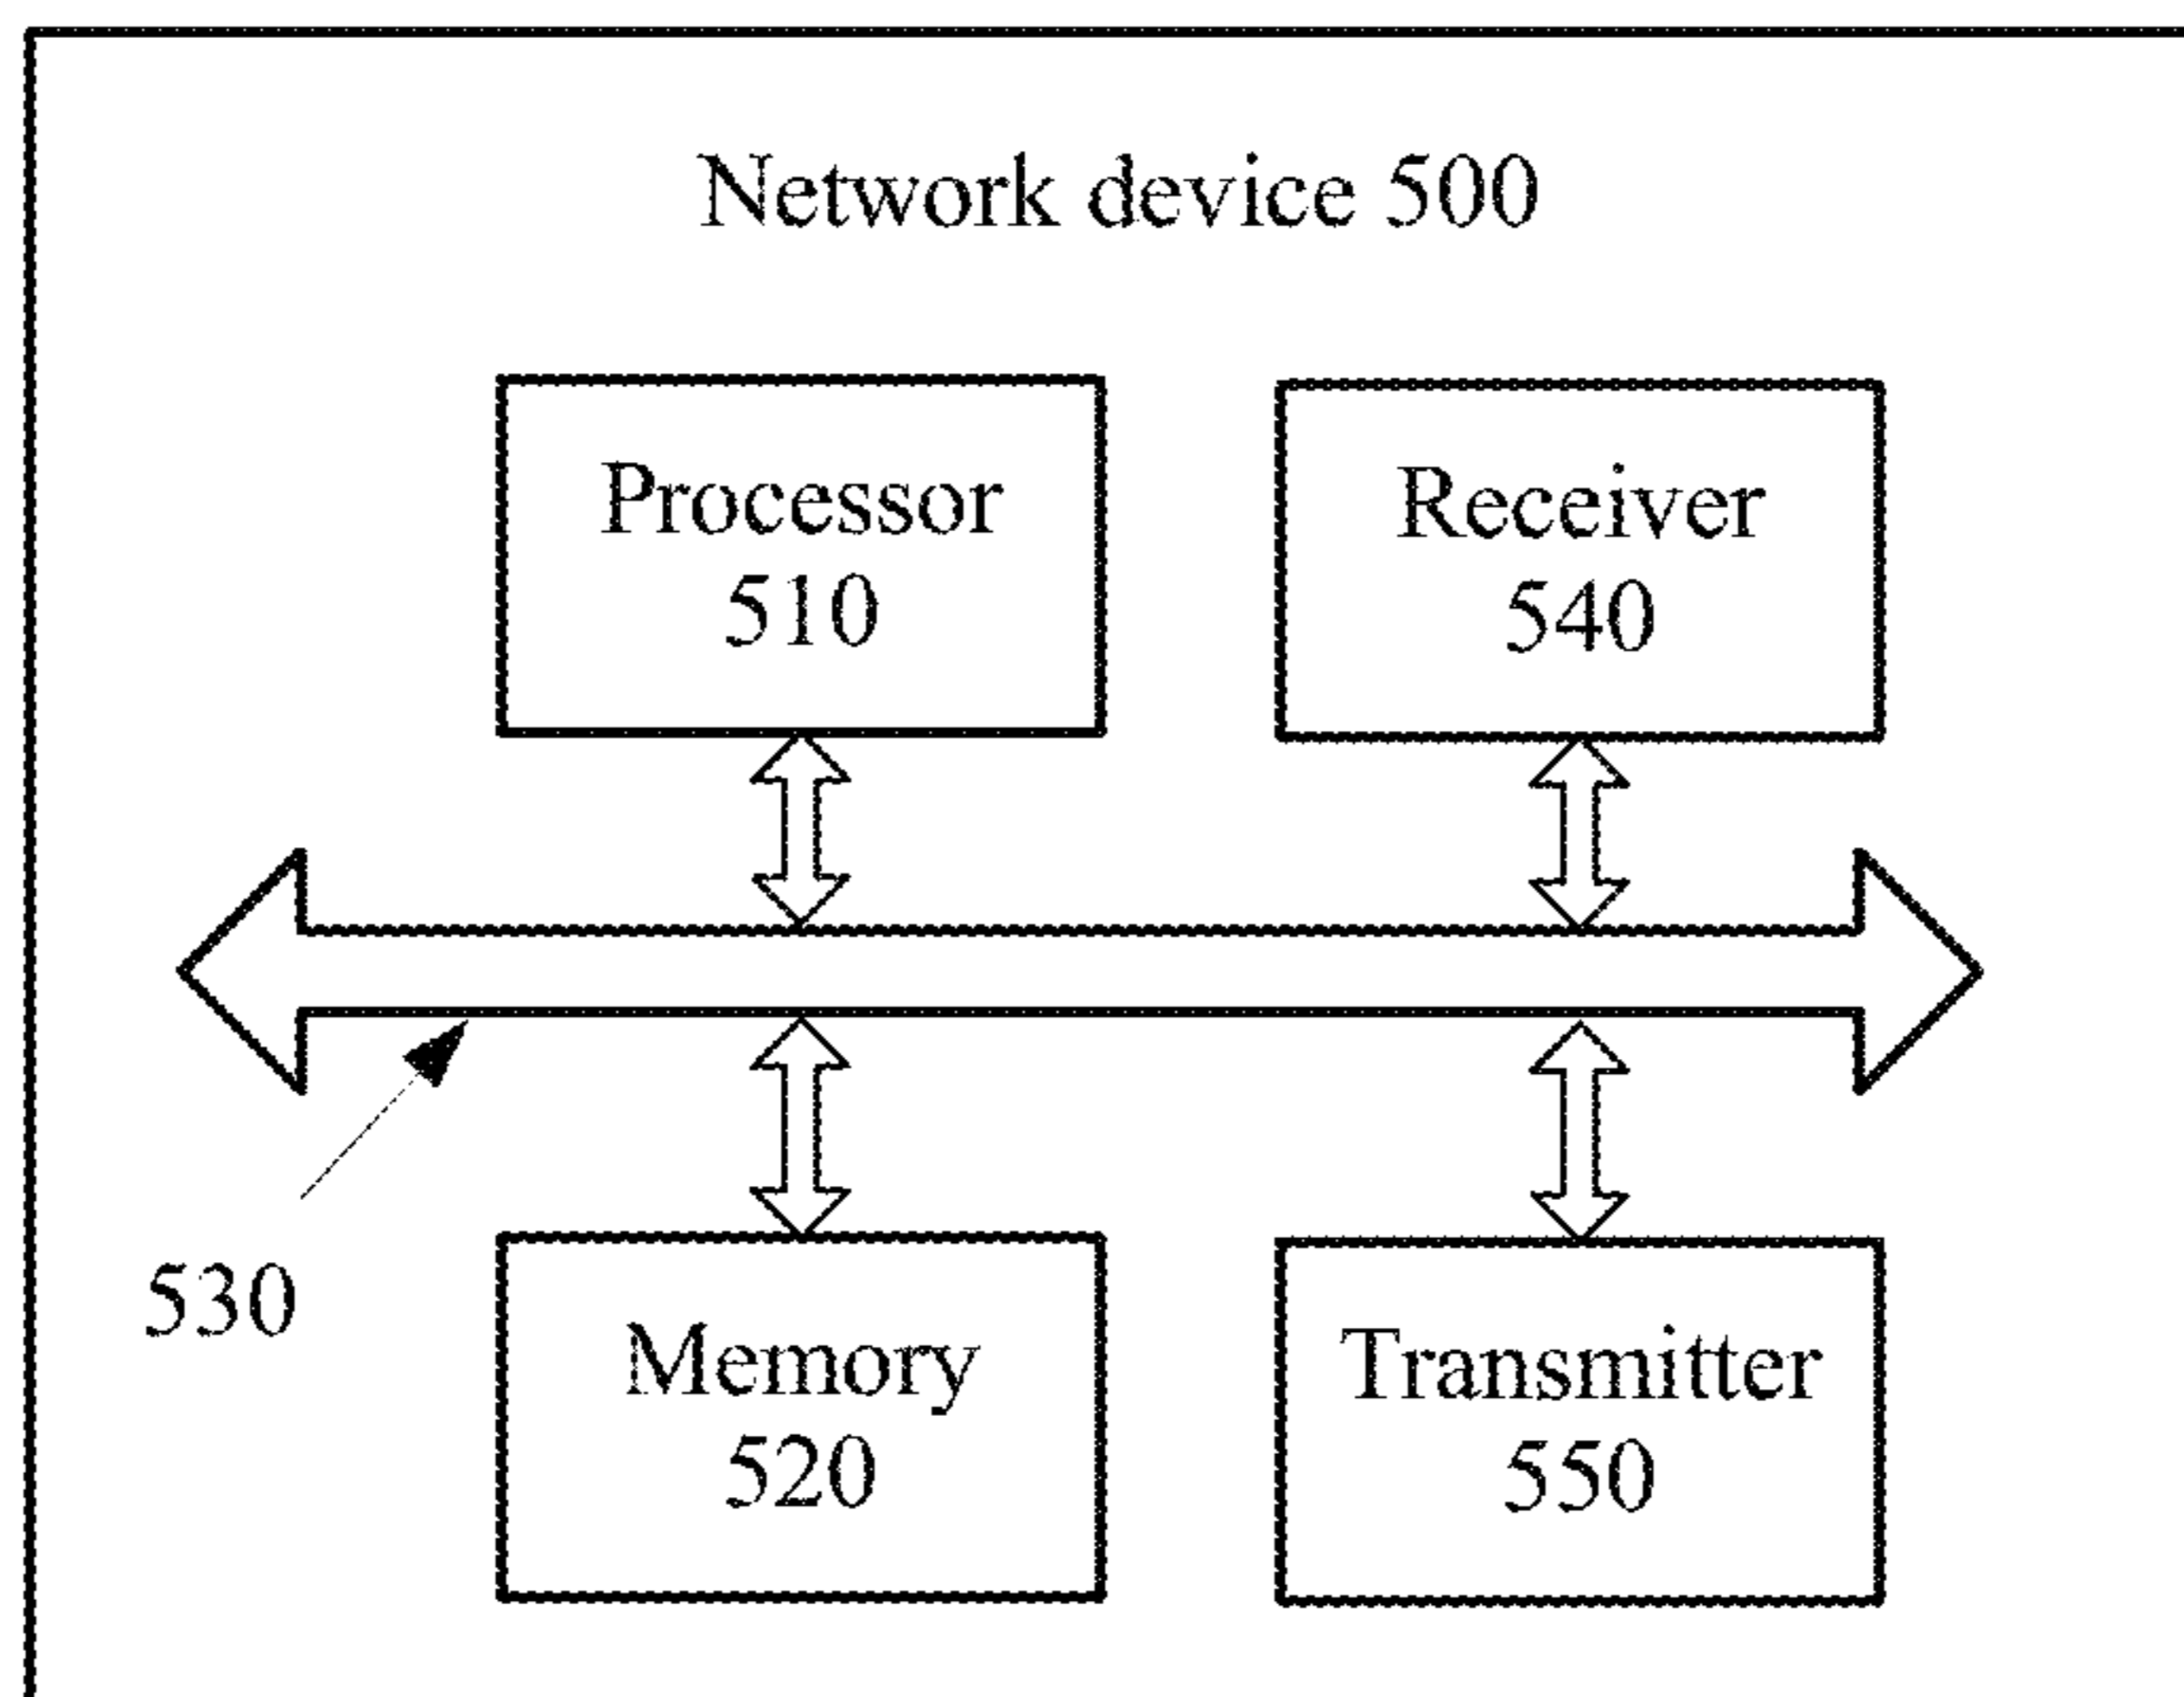 Network device 500
Processor
510
Receiver
540
530
Memory
520
Transmitter
550